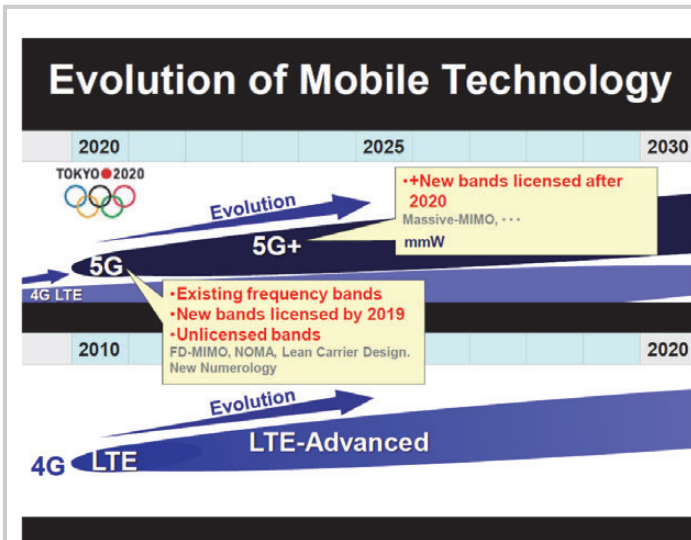 Evolution of Mobile Technology
2020 2025 2030
TOKYO 2020
Evolution
•+New bands licensed after
2020
Massive-MIMO, ･･･
mmW
5G+
5G
4G LTE
•Existing frequency bands
•New bands licensed by 2019
•Unlicensed bands
FD-MIMO, NOMA, Lean Carrier Design.
New Numerology
2010 2020
Evolution
LTE-Advanced
4G LTE